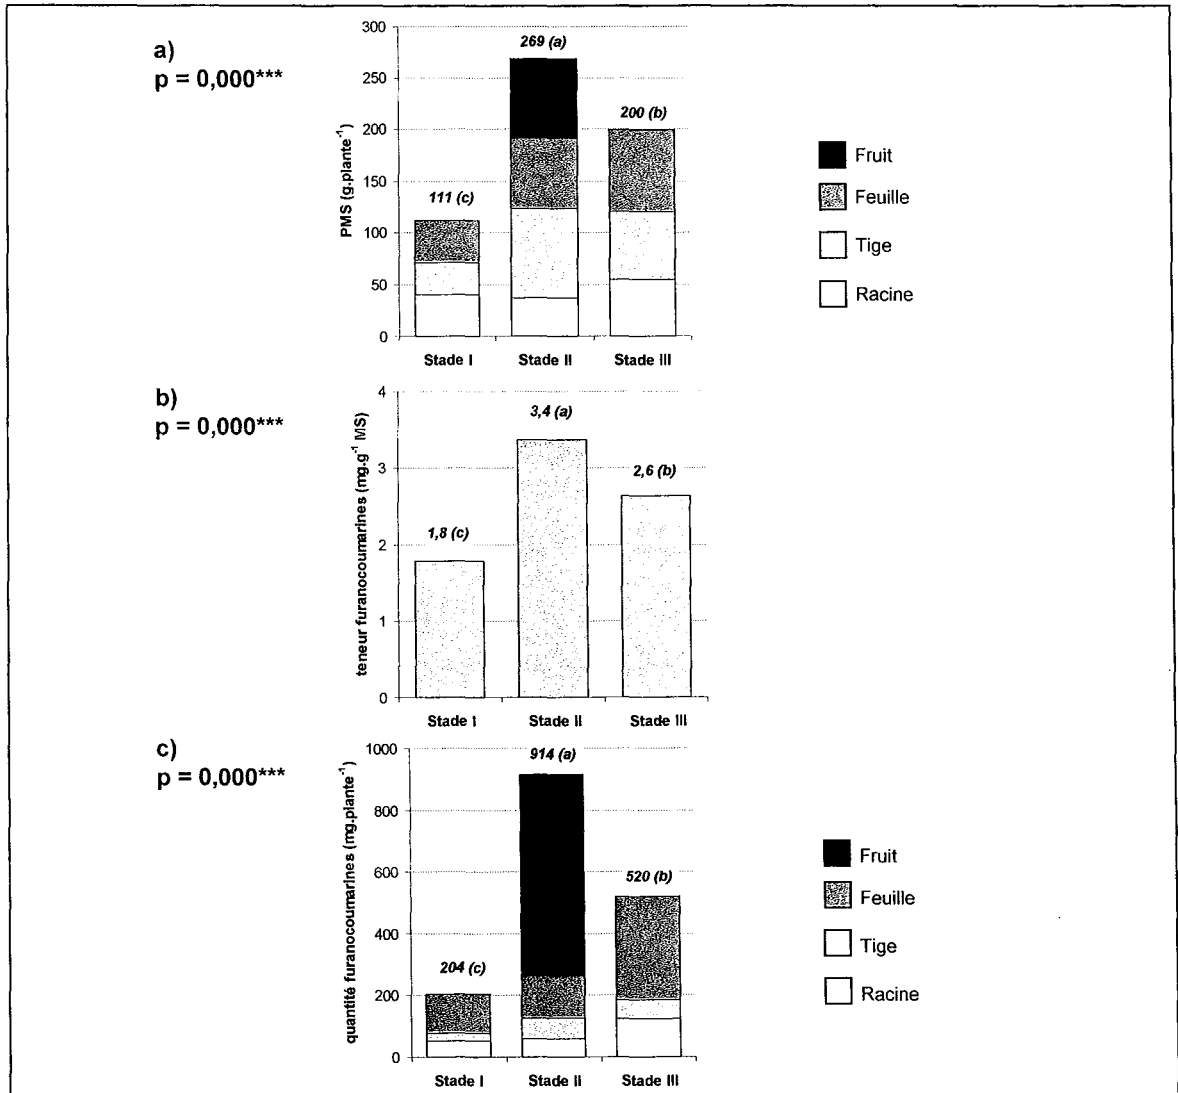 a)
p = 0,000***
PMS (g.plante⁻¹)
300
250
200
150
100
50
0
111 (c)
269 (a)
200 (b)
Stade I
Stade II
Stade III
Fruit
Feuille
Tige
Racine
b)
p = 0,000***
teneur furanocoumarines (mg.g⁻¹ MS)
4
3
2
1
0
1,8 (c)
3,4 (a)
2,6 (b)
Stade I
Stade II
Stade III
c)
p = 0,000***
quantité furanocoumarines (mg.plante⁻¹)
1000
800
600
400
200
0
204 (c)
914 (a)
520 (b)
Stade I
Stade II
Stade III
Fruit
Feuille
Tige
Racine